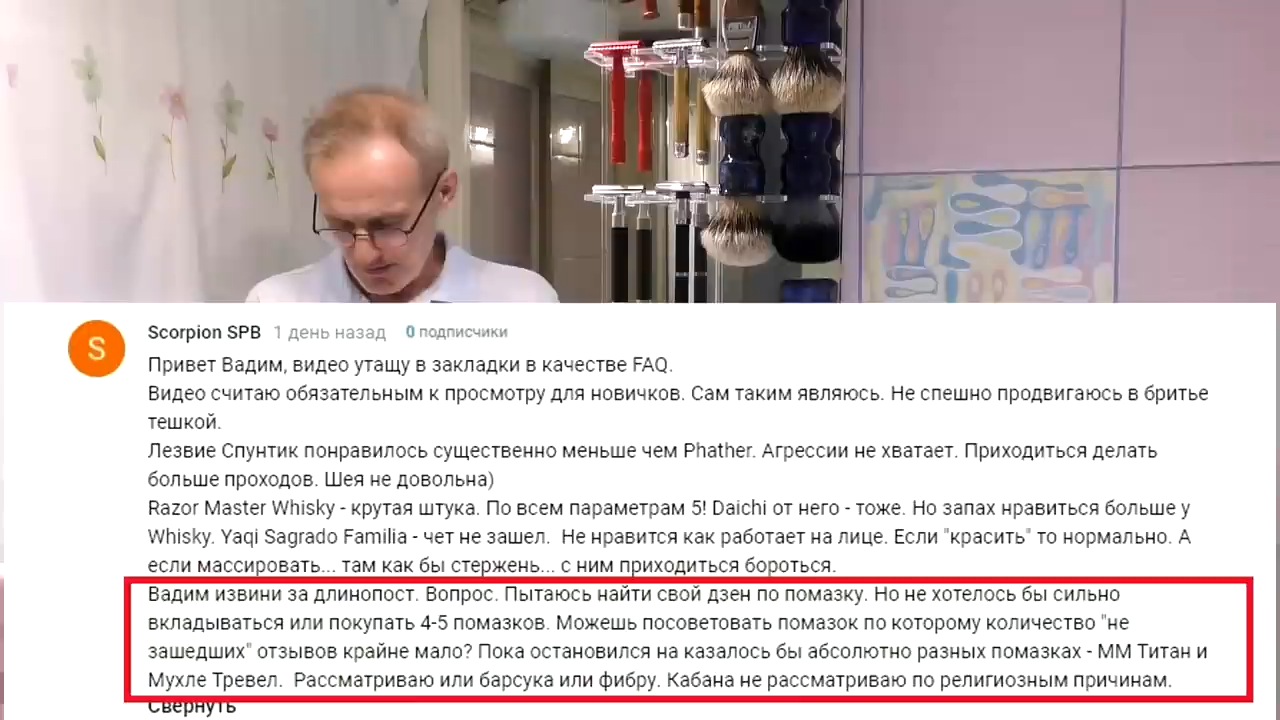 Scorpion SPB 1 день назад 0 подписчики
S
Привет Вадим, видео утащу в закладки в качестве FAQ.
Видео считаю обязательным к просмотру для новичков. Сам таким являюсь. Не спешно продвигаюсь в бритье
тешкой.
Лезвие Спунтик понравилось существенно меньше чем Phather. Агрессии не хватает. Приходиться делать
больше проходов. Шея не довольна)
Razor Master Whisky - крутая штука. По всем параметрам 5! Daichi от него - тоже. Но запах нравиться больше у
Whisky. Yaqi Sagrado Familia - чет не зашел. Не нравится как работает на лице. Если "красить" то нормально. А
если массировать... там как бы стержень... с ним приходиться бороться.
Вадим извини за длинопост. Вопрос. Пытаюсь найти свой дзен по помазку. Но не хотелось бы сильно
вкладываться или покупать 4-5 помазков. Можешь посоветовать помазок по которому количество "не
зашедших" отзывов крайне мало? Пока остановился на казалось бы абсолютно разных помазках - ММ Титан и
Мухле Тревел. Рассматриваю или барсука или фибру. Кабана не рассматриваю по религиозным причинам.
Свернуть